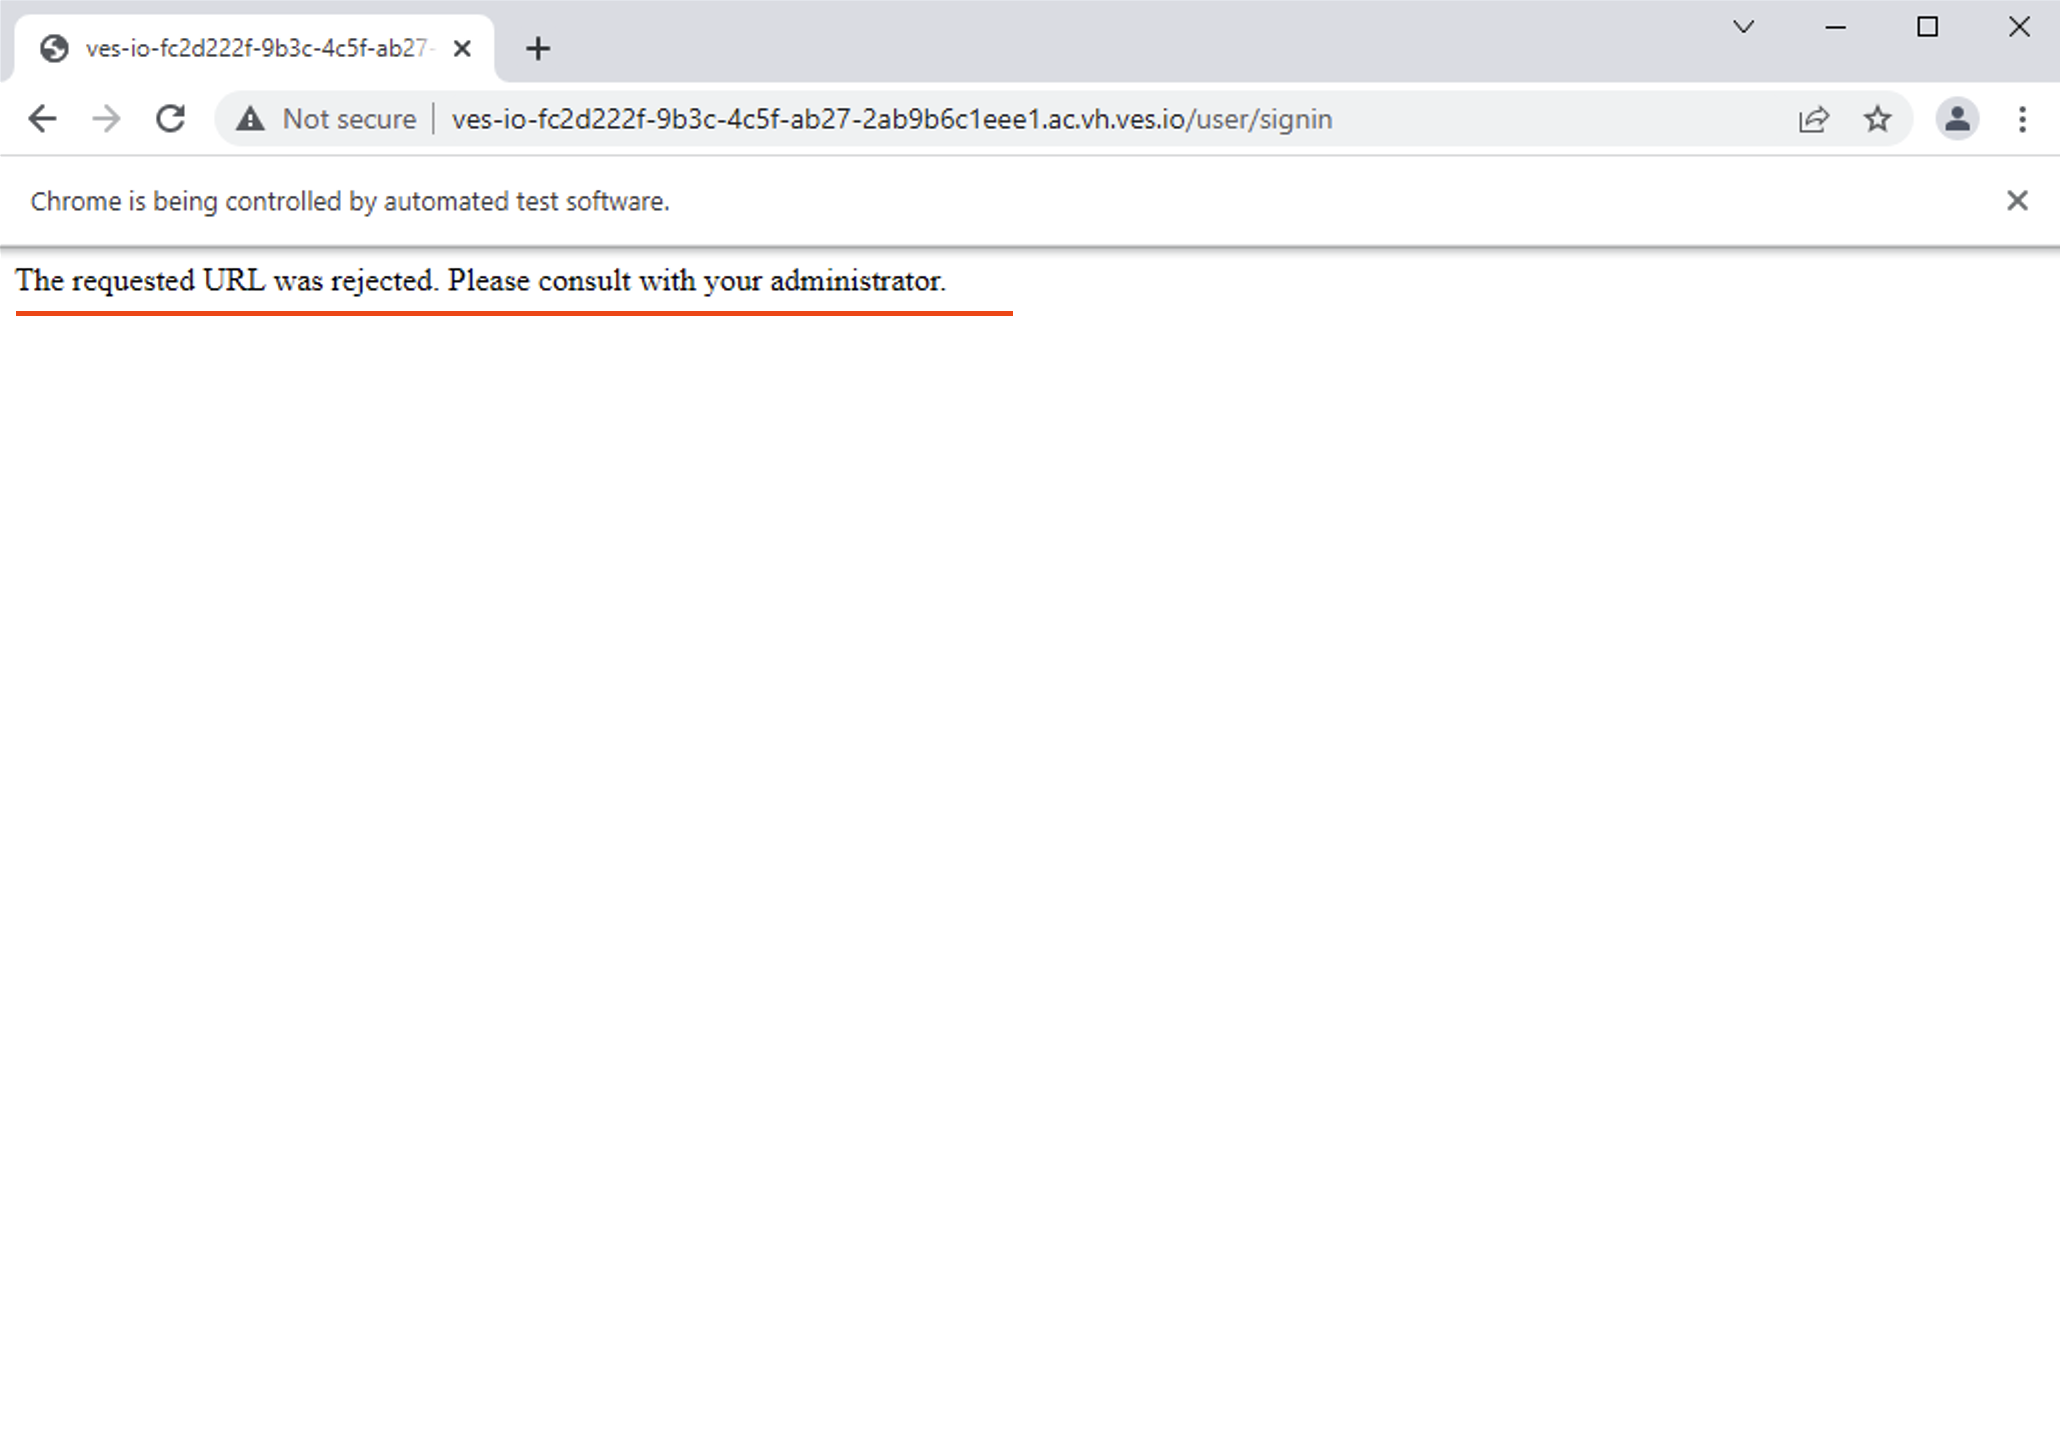 ves-io-fc2d222f-9b3c-4c5f-ab27-
Not secure ves-io-fc2d222f-9b3c-4c5f-ab27-2ab9b6c1eee1.ac.vh.ves.io/user/signin
Chrome is being controlled by automated test software.
The requested URL was rejected. Please consult with your administrator.